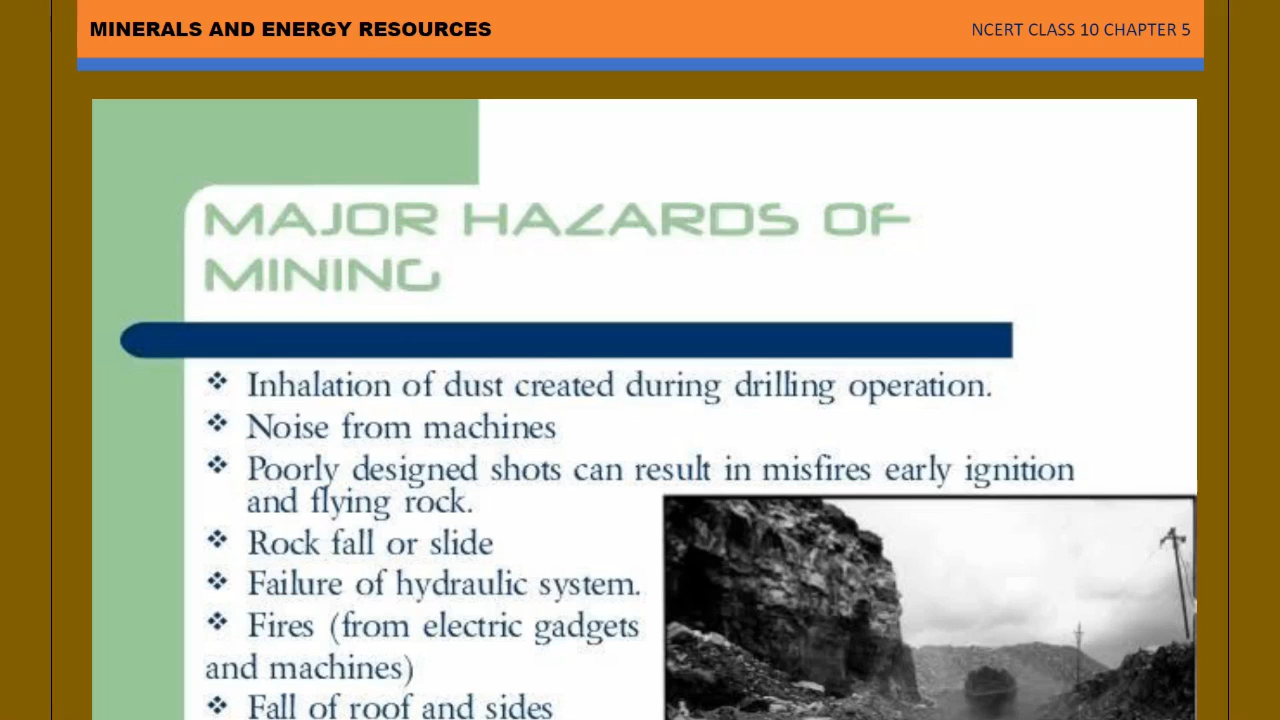 MINERALS AND ENERGY RESOURCES
NCERT CLASS 10 CHAPTER 5
MAJOR HAZARDS OF
MINING
❖ Inhalation of dust created during drilling operation.
❖ Noise from machines
❖ Poorly designed shots can result in misfires early ignition
and flying rock.
❖ Rock fall or slide
❖ Failure of hydraulic system.
❖ Fires (from electric gadgets
and machines)
❖ Fall of roof and sides